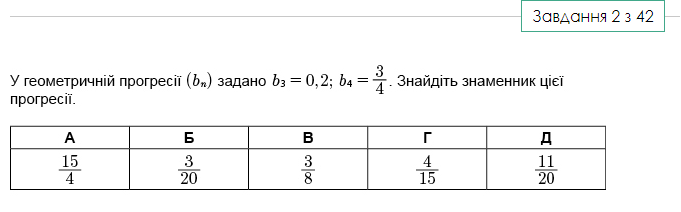 Завдання 2 з 42
У геометричній прогресії (bₙ) задано b₃ = 0,2; b₄ = 3/4. Знайдіть знаменник цієї
прогресії.
А Б В Г Д
15/4 3/20 3/8 4/15 11/20